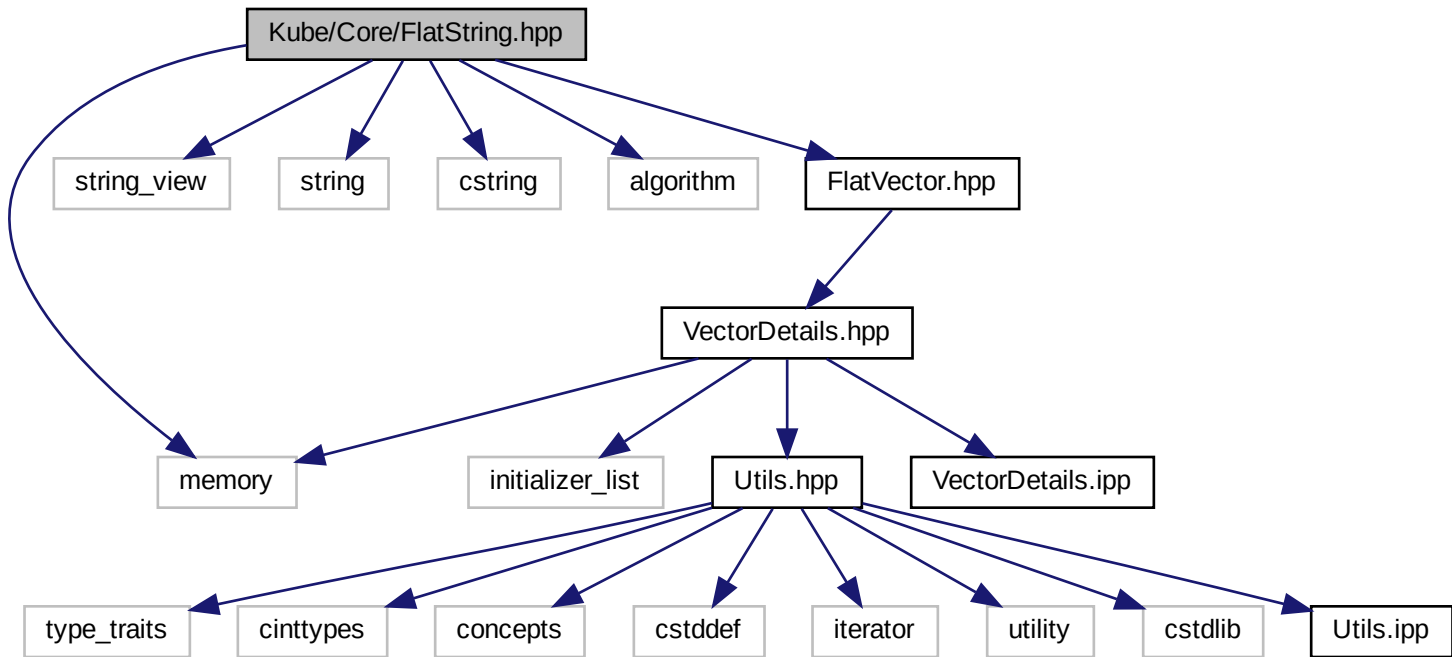 Kube/Core/FlatString.hpp
string_view
string
cstring
algorithm
FlatVector.hpp
VectorDetails.hpp
memory
initializer_list
Utils.hpp
VectorDetails.ipp
type_traits
cinttypes
concepts
cstddef
iterator
utility
cstdlib
Utils.ipp